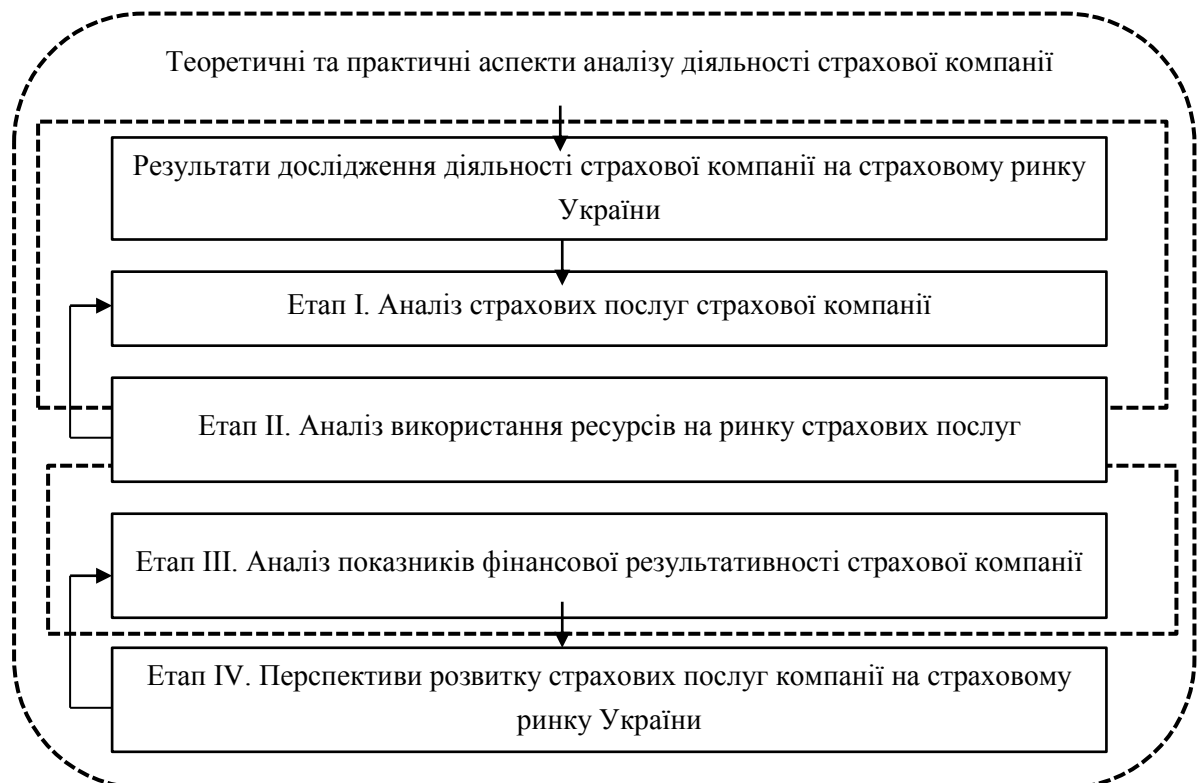 Теоретичні та практичні аспекти аналізу діяльності страхової компанії
Результати дослідження діяльності страхової компанії на страховому ринку
України
Етап I. Аналіз страхових послуг страхової компанії
Етап II. Аналіз використання ресурсів на ринку страхових послуг
Етап III. Аналіз показників фінансової результативності страхової компанії
Етап IV. Перспективи розвитку страхових послуг компанії на страховому
ринку України